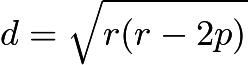 d = √(r(r − 2p))